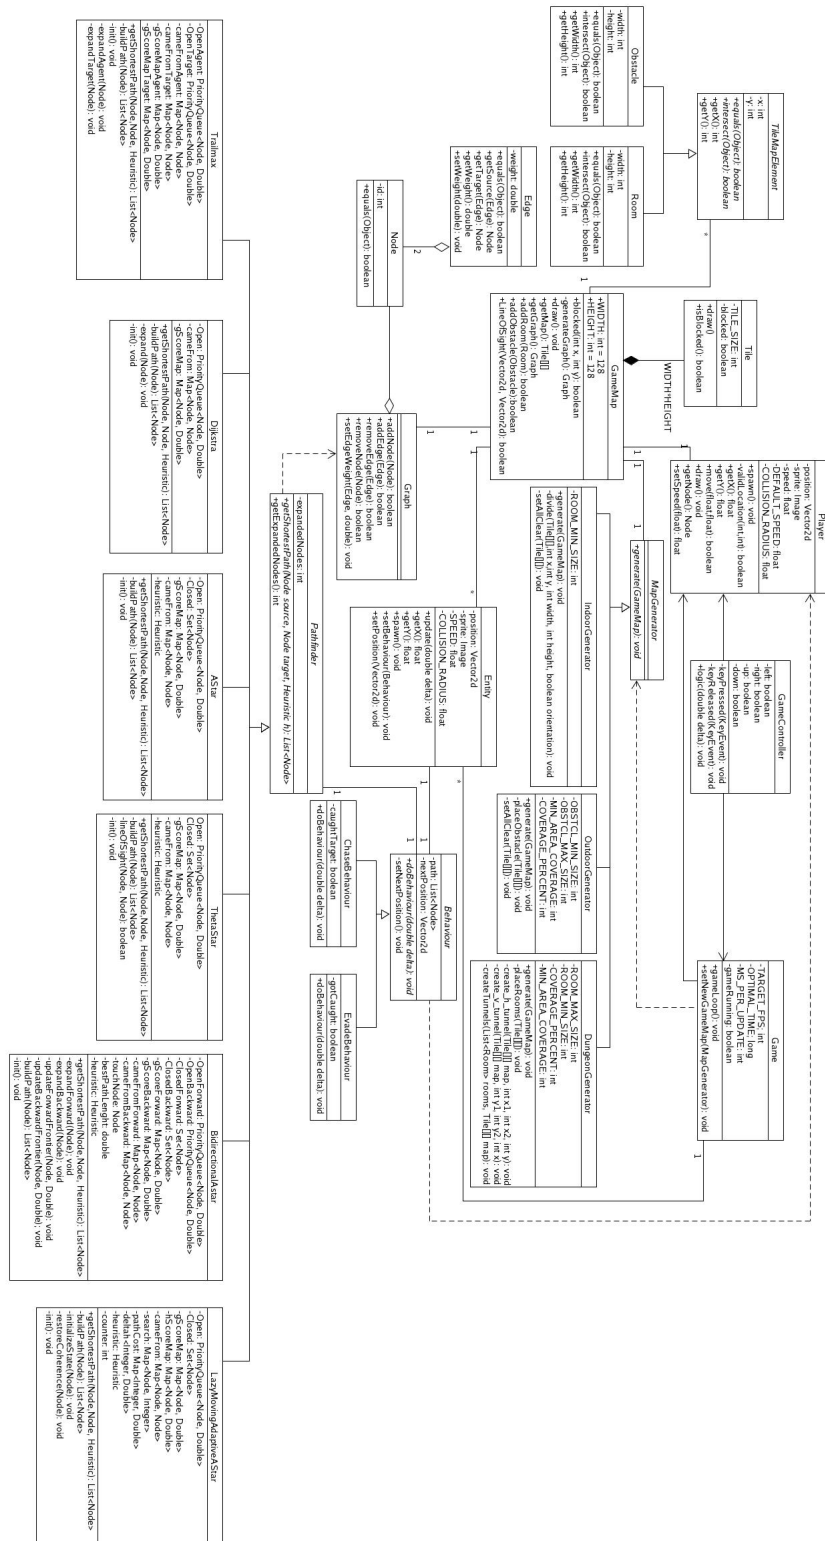 TileMapElement
-x: int
-y: int
+equals(Object): boolean
+intersect(Object): boolean
+getX(): int
+getY(): int
Tile
-TILE_SIZE: int
-blocked: boolean
+draw()
+isBlocked(): boolean
Player
-position: Vector2d
-sprite: Image
-speed: float
-DEFAULT_SPEED: float
-COLLISION_RADIUS: float
+spawn(): void
-validLocation(int,int): boolean
+getX(): float
+getY(): float
+move(float,float): boolean
+draw(): void
+getNode(): Node
+setSpeed(float): float
GameController
-left: boolean
-right: boolean
-up: boolean
-down: boolean
-keyPressed(KeyEvent): void
-keyReleased(KeyEvent): void
+logic(double delta): void
Game
-TARGET_FPS: int
-OPTIMAL_TIME: long
-MS_PER_UPDATE: int
-gameRunning: boolean
+gameLoop(): void
+setNewGameMap(MapGenerator): void
Obstacle
-width: int
-height: int
+equals(Object): boolean
+intersect(Object): boolean
+getWidth(): int
+getHeight(): int
Room
-width: int
-height: int
+equals(Object): boolean
+intersect(Object): boolean
+getWidth(): int
+getHeight(): int
*
1
WIDTH*HEIGHT
1
1
1
MapGenerator
+generate(GameMap): void
1
GameMap
+WIDTH: int = 128
+HEIGHT: int = 128
+blocked(int x, int y): boolean
-generateGraph(): Graph
+draw(): void
+getMap(): Tile[][]
+getGraph(): Graph
+addRoom(Room): boolean
+addObstacle(Obstacle):boolean
+LineOfSight(Vector2d, Vector2d): boolean
IndoorGenerator
-ROOM_MIN_SIZE: int
+generate(GameMap): void
-divide(Tile[][],int x,int y, int width, int height, boolean orientation): void
-setAllClear(Tile[][]): void
OutdoorGenerator
-OBSTCL_MIN_SIZE: int
-OBSTCL_MAX_SIZE: int
-MIN_AREA_COVERAGE: int
-COVERAGE_PERCENT: int
+generate(GameMap): void
-placeObstacle(Tile[][]): void
-setAllClear(Tile[][]): void
DungeonGenerator
-ROOM_MAX_SIZE: int
-ROOM_MIN_SIZE: int
-COVERAGE_PERCENT: int
-MIN_AREA_COVERAGE: int
+generate(GameMap): void
-placeRooms(Tile[][]): void
-create_h_tunnel(Tile[][] map, int x1, int x2, int y): void
-create_v_tunnel(Tile[][] map, int y1, int y2, int x): void
-createTunnels(List<Room> rooms, Tile[][] map): void
Edge
-weight: double
+equals(Object): boolean
+getSource(Edge): Node
+getTarget(Edge): Node
+getWeight(): double
+setWeight(double): void
2
1
1
1
*
*
Node
-id: int
+equals(Object): boolean
Graph
+addNode(Node): boolean
+addEdge(Edge): boolean
+removeEdge(Edge): boolean
+removeNode(Node): boolean
+setEdgeWeight(Edge, double): void
1
Entity
-position: Vector2d
-sprite: Image
-SPEED: float
-COLLISION_RADIUS: float
+update(double delta): void
+getX(): float
+getY(): float
+spawn(): void
+setBehaviour(Behaviour): void
+setPosition(Vector2d): void
1
1
Behaviour
-path: List<Node>
-nextPosition: Vector2d
+doBehaviour(double delta): void
-setNextPosition(): void
1
1
Pathfinder
-expandedNodes: int
+getShortestPath(Node source, Node target, Heuristic h): List<Node>
+getExpandedNodes(): int
ChaseBehaviour
-caughtTarget: boolean
+doBehaviour(double delta): void
EvadeBehaviour
-gotCaught: boolean
+doBehaviour(double delta): void
Trailmax
-OpenAgent: PriorityQueue<Node, Double>
-OpenTarget: PriorityQueue<Node, Double>
-cameFromAgent: Map<Node, Node>
-cameFromTarget: Map<Node, Node>
-gScoreMapAgent: Map<Node, Double>
-gScoreMapTarget: Map<Node, Double>
+getShortestPath(Node,Node, Heuristic): List<Node>
-buildPath(Node): List<Node>
-init(): void
-expandAgent(Node): void
-expandTarget(Node): void
Dijkstra
-Open: PriorityQueue<Node, Double>
-cameFrom: Map<Node, Node>
-gScoreMap: Map<Node, Double>
+getShortestPath(Node,Node, Heuristic): List<Node>
-buildPath(Node): List<Node>
-expand(Node): void
-init(): void
AStar
-Open: PriorityQueue<Node, Double>
-Closed: Set<Node>
-gScoreMap: Map<Node, Double>
-cameFrom: Map<Node, Node>
-heuristic: Heuristic
+getShortestPath(Node,Node, Heuristic): List<Node>
-buildPath(Node): List<Node>
-init(): void
ThetaStar
Open: PriorityQueue<Node, Double>
Closed: Set<Node>
-gScoreMap: Map<Node, Double>
-cameFrom: Map<Node, Node>
-heuristic: Heuristic
+getShortestPath(Node,Node, Heuristic): List<Node>
-buildPath(Node): List<Node>
-lineOfSight(Node, Node): boolean
-init(): void
BidirectionalAstar
-OpenForward: PriorityQueue<Node, Double>
-OpenBackward: PriorityQueue<Node, Double>
-ClosedForward: Set<Node>
-ClosedBackward: Set<Node>
-gScoreForward: Map<Node, Double>
-gScoreBackward: Map<Node, Double>
-cameFromForward: Map<Node, Node>
-cameFromBackward: Map<Node, Node>
-touchNode: Node
-bestPathLenght: double
-heuristic: Heuristic
+getShortestPath(Node,Node, Heuristic): List<Node>
-expandForward(Node): void
-expandBackward(Node): void
-updateForwardFrontier(Node, Double): void
-updateBackwardFrontier(Node, Double): void
-buildPath(Node): List<Node>
-init(): void
LazyMovingAdaptiveAStar
-Open: PriorityQueue<Node, Double>
-Closed: Set<Node>
-gScoreMap: Map<Node, Double>
-hScoreMap: Map<Node, Double>
-cameFrom: Map<Node, Node>
-search: Map<Node, Integer>
-pathCost: Map<Integer, Double>
-deltah<Integer, Double>
-heuristic: Heuristic
-counter: int
+getShortestPath(Node,Node, Heuristic): List<Node>
-buildPath(Node): List<Node>
-initializeState(Node): void
-restoreCoherence(Node): void
-init(): void